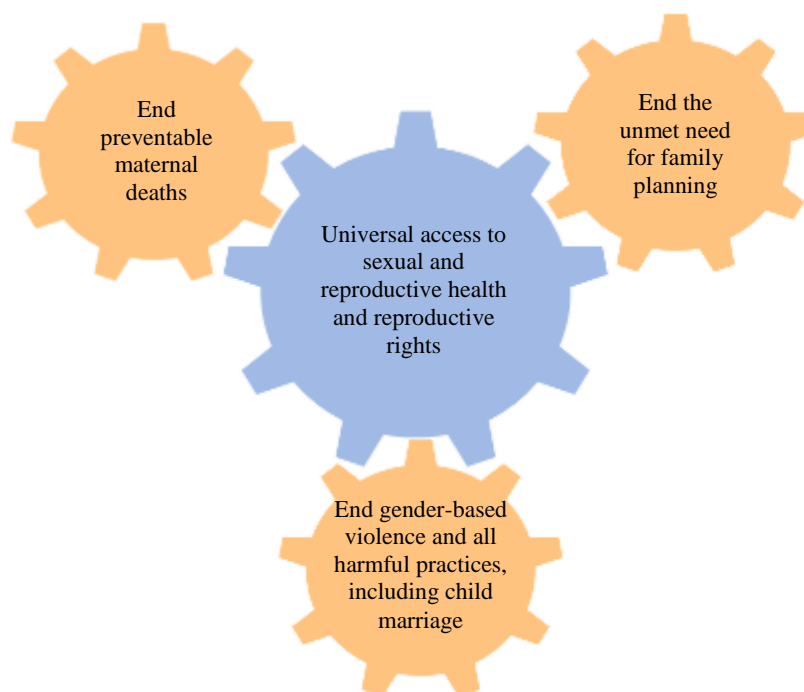 End
preventable
maternal
deaths
End the
unmet need
for family
planning
Universal access to
sexual and
reproductive health
and reproductive
rights
End gender-based
violence and all
harmful practices,
including child
marriage